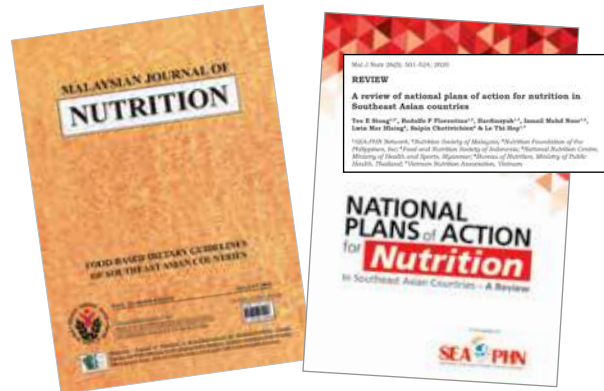 MALAYSIAN JOURNAL OF
NUTRITION
FOOD-BASED DIETARY GUIDELINES
OF SOUTHEAST ASIAN COUNTRIES
Mal J Nutr 26(3): 501-524, 2020
REVIEW
A review of national plans of action for nutrition in
Southeast Asian countries
Tee E Siong, Rodolfo F Florentino, Hardinsyah, Ismail Mohd Noor,
Lwin Mar Hlaing, Saipin Chotivichien & Le Thi Hop
SEA-PHN Network; Nutrition Society of Malaysia; Nutrition Foundation of the
Philippines, Inc; Food and Nutrition Society of Indonesia; National Nutrition Centre,
Ministry of Health and Sports, Myanmar; Bureau of Nutrition, Ministry of Public
Health, Thailand; Vietnam Nutrition Association, Vietnam
NATIONAL
PLANS of ACTION
for Nutrition
In Southeast Asian Countries – A Review
SEA PHN